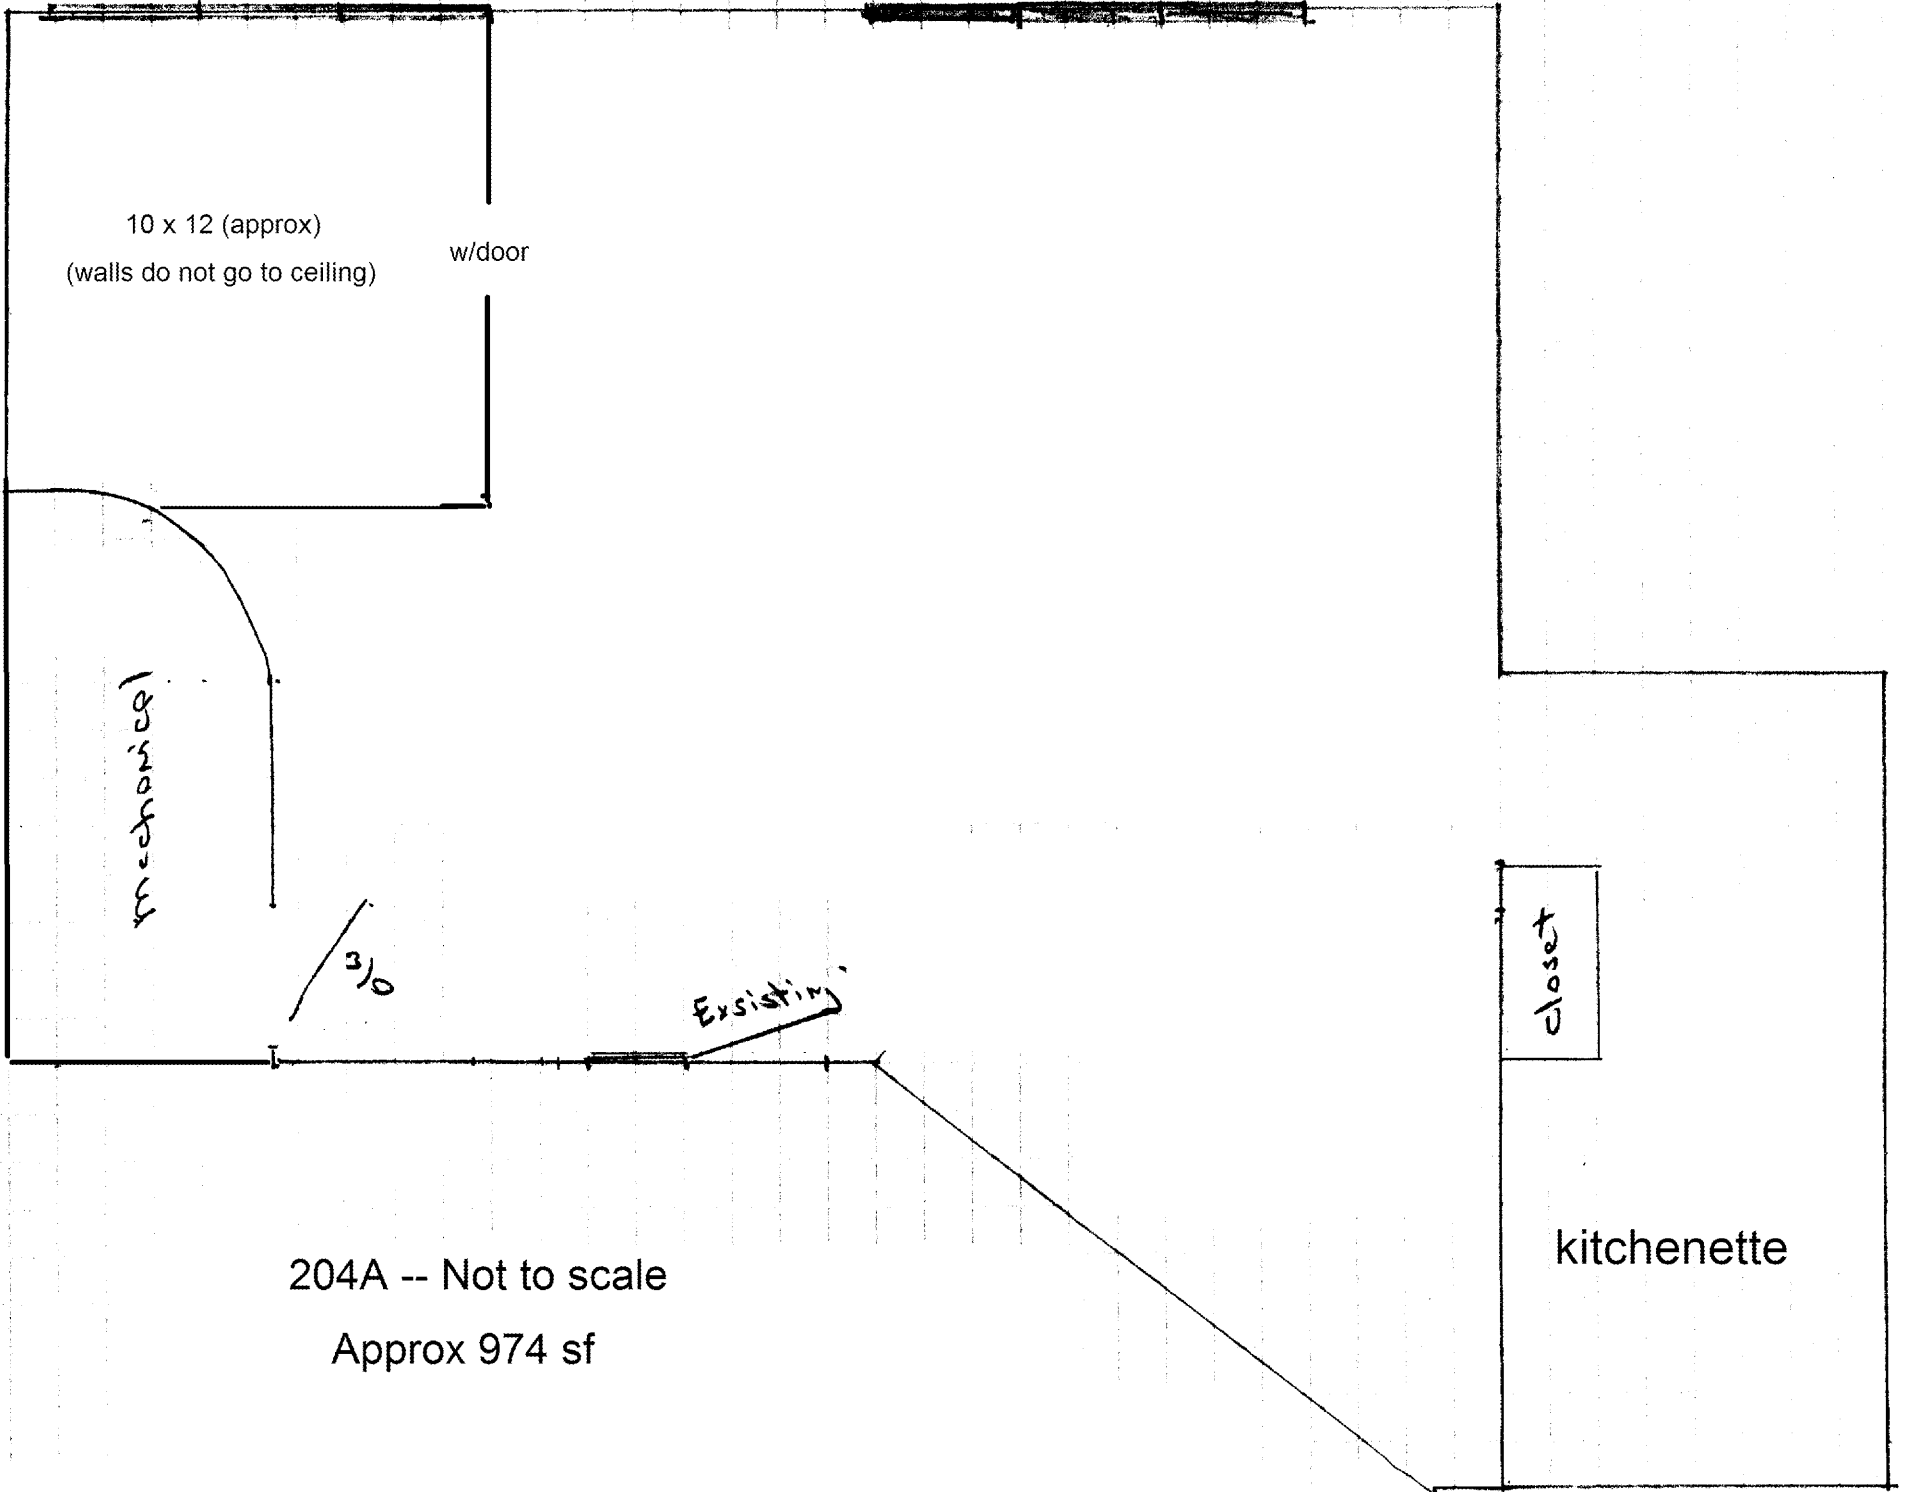 10 x 12 (approx)
(walls do not go to ceiling)
w/door
mechanical
3/0
Exsisting
closet
kitchenette
204A -- Not to scale
Approx 974 sf